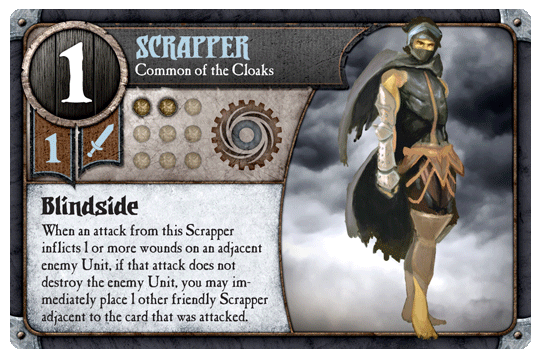 1
SCRAPPER
Common of the Cloaks
1
Blindside
When an attack from this Scrapper
inflicts 1 or more wounds on an adjacent
enemy Unit, if that attack does not
destroy the enemy Unit, you may im-
mediately place 1 other friendly Scrapper
adjacent to the card that was attacked.